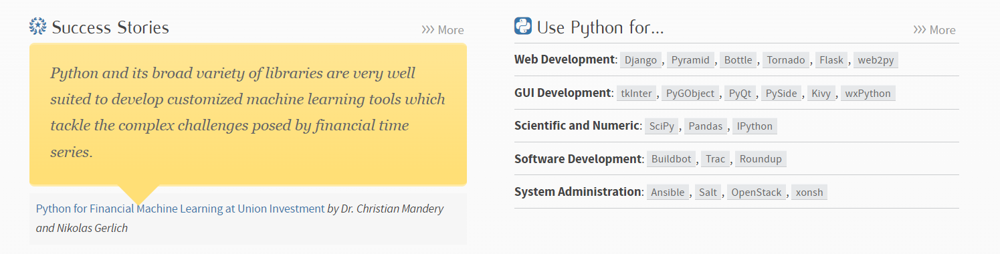 Success Stories
››› More
Python and its broad variety of libraries are very well
suited to develop customized machine learning tools which
tackle the complex challenges posed by financial time
series.
Python for Financial Machine Learning at Union Investment by Dr. Christian Mandery
and Nikolas Gerlich
Use Python for...
››› More
Web Development: Django, Pyramid, Bottle, Tornado, Flask, web2py
GUI Development: tkInter, PyGObject, PyQt, PySide, Kivy, wxPython
Scientific and Numeric: SciPy, Pandas, IPython
Software Development: Buildbot, Trac, Roundup
System Administration: Ansible, Salt, OpenStack, xonsh